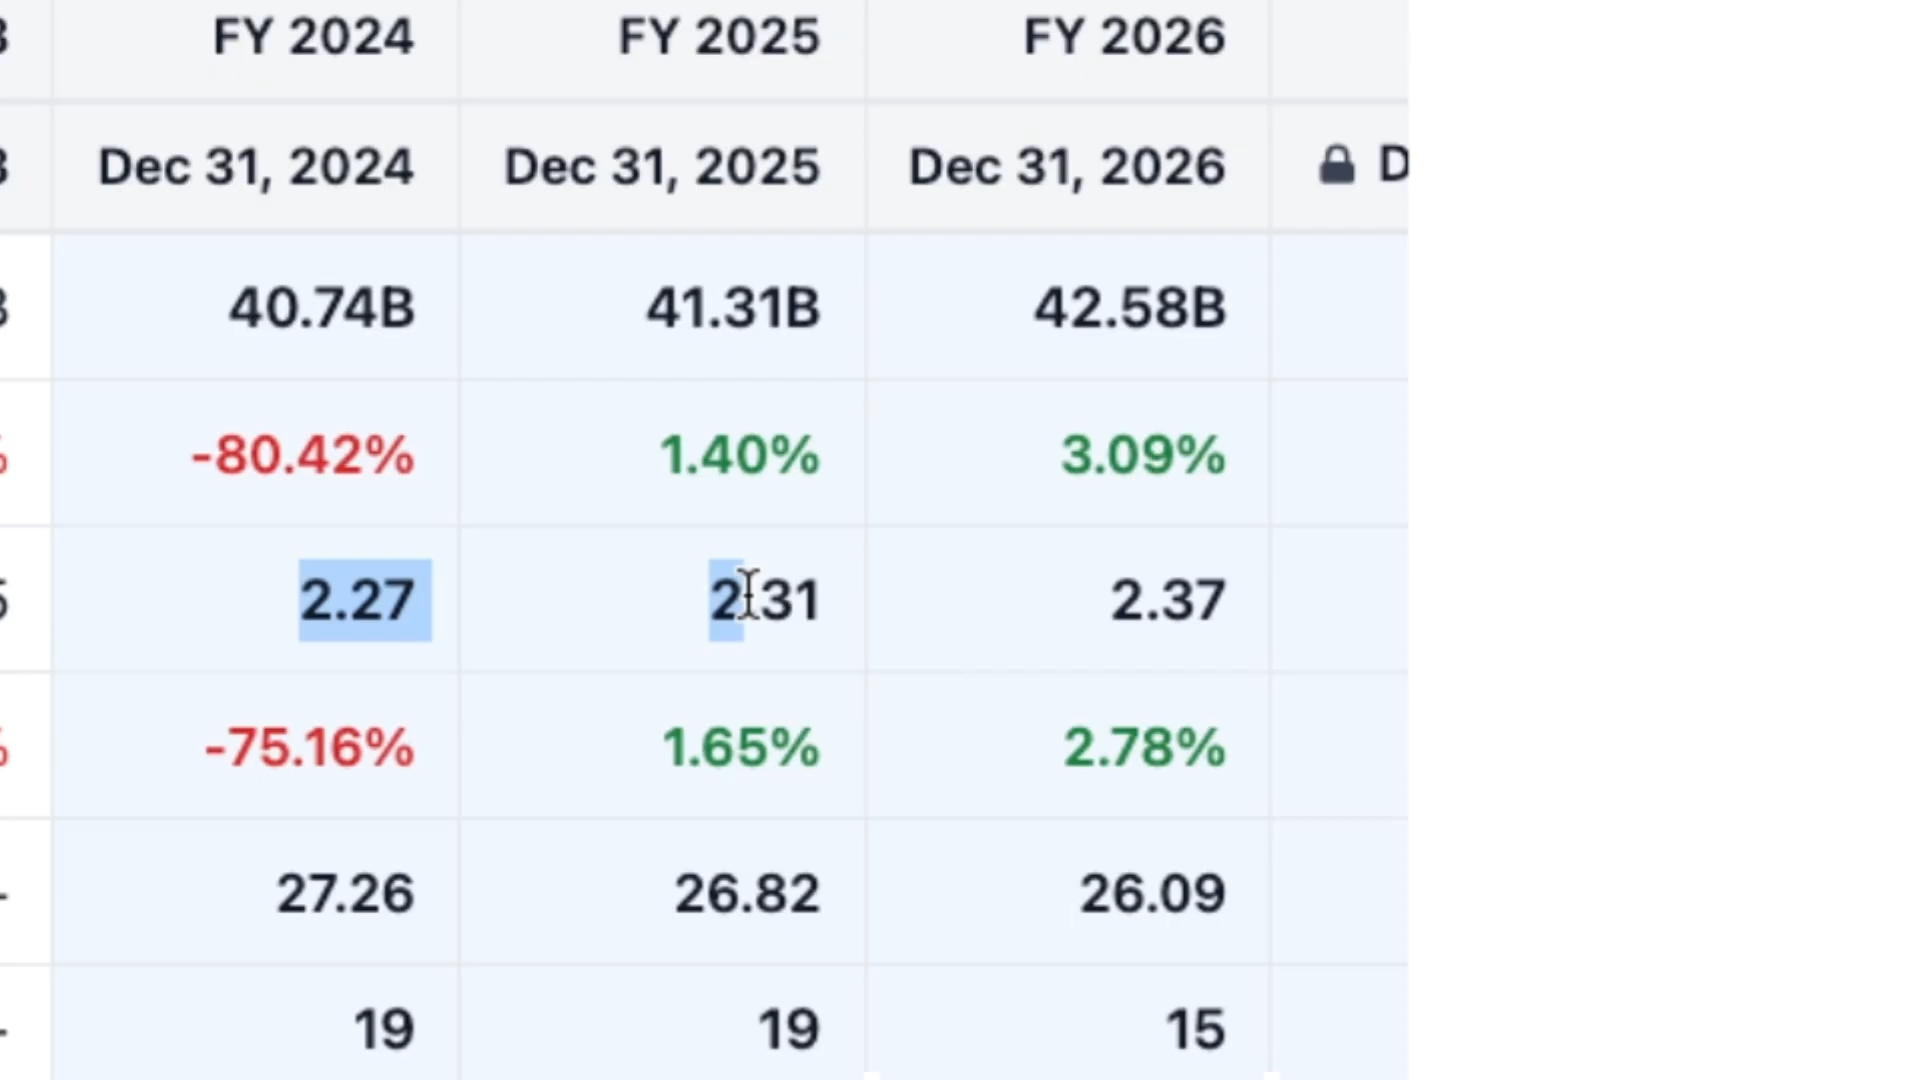 FY 2024 FY 2025 FY 2026
Dec 31, 2024 Dec 31, 2025 Dec 31, 2026 D
40.74B 41.31B 42.58B
-80.42% 1.40% 3.09%
2.27 2.31 2.37
-75.16% 1.65% 2.78%
27.26 26.82 26.09
19 19 15